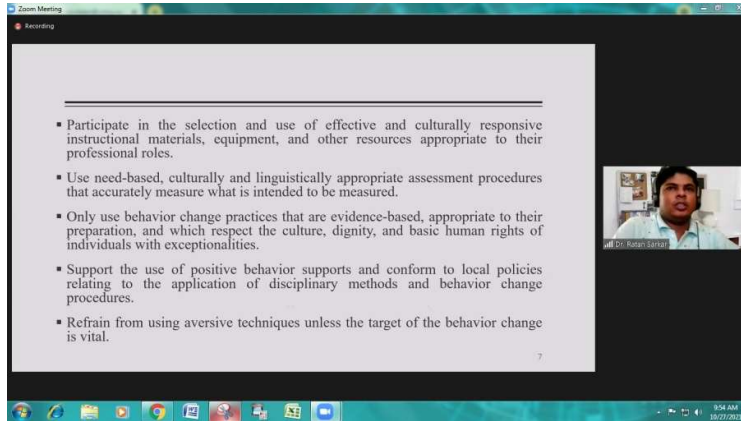 Zoom Meeting
Recording
▪ Participate in the selection and use of effective and culturally responsive
instructional materials, equipment, and other resources appropriate to their
professional roles.
▪ Use need-based, culturally and linguistically appropriate assessment procedures
that accurately measure what is intended to be measured.
▪ Only use behavior change practices that are evidence-based, appropriate to their
preparation, and which respect the culture, dignity, and basic human rights of
individuals with exceptionalities.
▪ Support the use of positive behavior supports and conform to local policies
relating to the application of disciplinary methods and behavior change
procedures.
▪ Refrain from using aversive techniques unless the target of the behavior change
is vital.
7
Dr. Ratan Sarkar
9:54 AM